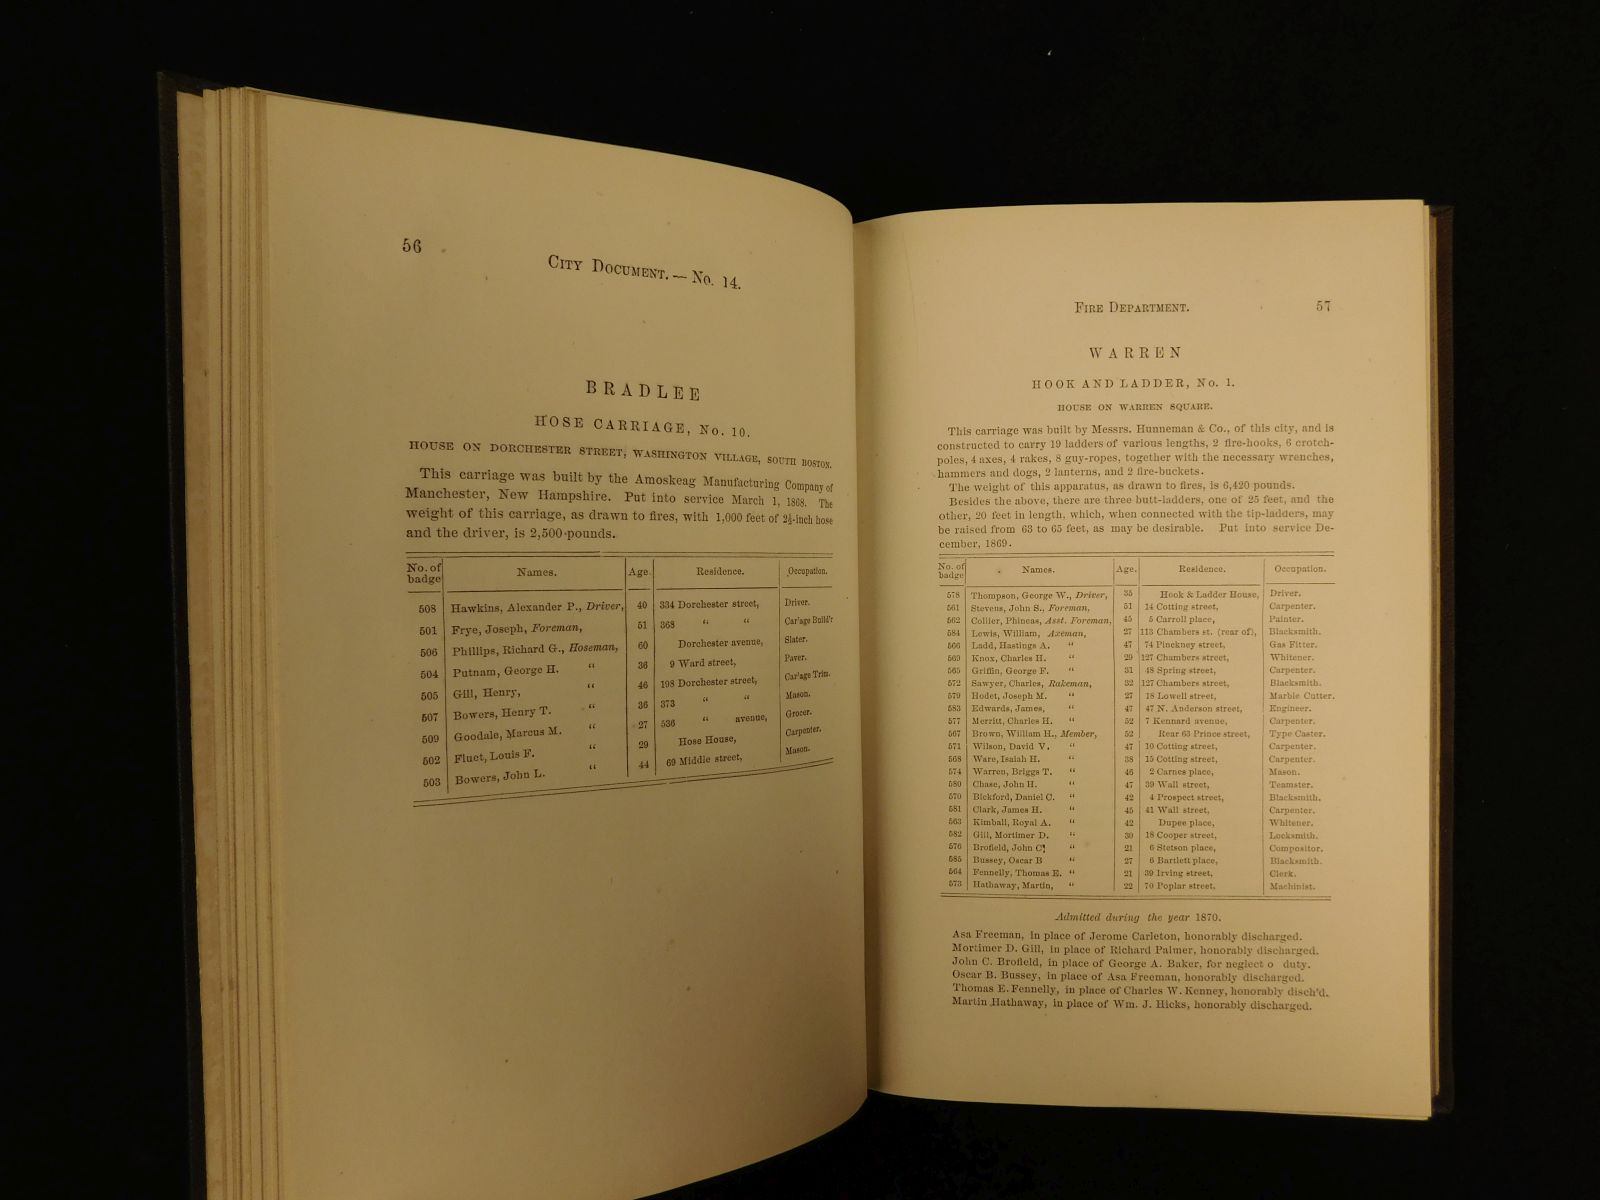 56
City Document. — No. 14.
BRADLEE
HOSE CARRIAGE, No. 10.
HOUSE ON DORCHESTER STREET, WASHINGTON VILLAGE, SOUTH BOSTON.
This carriage was built by the Amoskeag Manufacturing Company of
Manchester, New Hampshire. Put into service March 1, 1868. The
weight of this carriage, as drawn to fires, with 1,000 feet of 2½-inch hose
and the driver, is 2,500 pounds.
No. of badge Names. Age. Residence. Occupation.
508 Hawkins, Alexander P., Driver, 40 334 Dorchester street, Driver.
501 Frye, Joseph, Foreman, 51 368 " " Car'age Build'r
506 Phillips, Richard G., Hoseman, 60 Dorchester avenue, Slater.
504 Putnam, George H. " 36 9 Ward street, Paver.
505 Gill, Henry, " 46 198 Dorchester street, Car'age Trim.
507 Bowers, Henry T. " 36 373 " " Mason.
509 Goodale, Marcus M. " 27 536 " avenue, Grocer.
502 Fluet, Louis F. " 29 Hose House, Carpenter.
503 Bowers, John L. " 44 69 Middle street, Mason.
Fire Department. 57
WARREN
HOOK AND LADDER, No. 1.
HOUSE ON WARREN SQUARE.
This carriage was built by Messrs. Hunneman & Co., of this city, and is
constructed to carry 19 ladders of various lengths, 2 fire-hooks, 6 crotch-
poles, 4 axes, 4 rakes, 8 guy-ropes, together with the necessary wrenches,
hammers and dogs, 2 lanterns, and 2 fire-buckets.
The weight of this apparatus, as drawn to fires, is 6,420 pounds.
Besides the above, there are three butt-ladders, one of 25 feet, and the
other, 20 feet in length, which, when connected with the tip-ladders, may
be raised from 63 to 65 feet, as may be desirable. Put into service De-
cember, 1869.
No. of badge Names. Age. Residence. Occupation.
578 Thompson, George W., Driver, 35 Hook & Ladder House, Driver.
561 Stevens, John S., Foreman, 51 14 Cotting street, Carpenter.
562 Collier, Phineas, Asst. Foreman, 45 5 Carroll place, Painter.
584 Lewis, William, Axeman, 27 113 Chambers st. (rear of), Blacksmith.
566 Ladd, Hastings A. " 47 74 Pinckney street, Gas Fitter.
569 Knox, Charles H. " 29 127 Chambers street, Whitener.
565 Griffin, George F. " 31 48 Spring street, Carpenter.
572 Sawyer, Charles, Rakeman, 32 127 Chambers street, Blacksmith.
579 Hodet, Joseph M. " 27 18 Lowell street, Marble Cutter.
583 Edwards, James, " 47 47 N. Anderson street, Engineer.
577 Merritt, Charles H. " 52 7 Kennard avenue, Carpenter.
567 Brown, William H., Member, 52 Rear 63 Prince street, Type Caster.
571 Wilson, David V. " 47 10 Cotting street, Carpenter.
568 Ware, Isaiah H. " 38 15 Cotting street, Carpenter.
574 Warren, Briggs T. " 46 2 Carnes place, Mason.
580 Chase, John H. " 47 39 Wall street, Teamster.
570 Bickford, Daniel C. " 42 4 Prospect street, Blacksmith.
581 Clark, James H. " 45 41 Wall street, Carpenter.
563 Kimball, Royal A. " 42 Dupee place, Whitener.
582 Gill, Mortimer D. " 30 18 Cooper street, Locksmith.
576 Brofield, John C. " 21 6 Stetson place, Compositor.
585 Bussey, Oscar B " 27 6 Bartlett place, Blacksmith.
564 Fennelly, Thomas E. " 21 39 Irving street, Clerk.
573 Hathaway, Martin, " 22 70 Poplar street, Machinist.
Admitted during the year 1870.
Asa Freeman, in place of Jerome Carleton, honorably discharged.
Mortimer D. Gill, in place of Richard Palmer, honorably discharged.
John C. Brofield, in place of George A. Baker, for neglect o duty.
Oscar B. Bussey, in place of Asa Freeman, honorably discharged.
Thomas E. Fennelly, in place of Charles W. Kenney, honorably disch'd.
Martin Hathaway, in place of Wm. J. Hicks, honorably discharged.